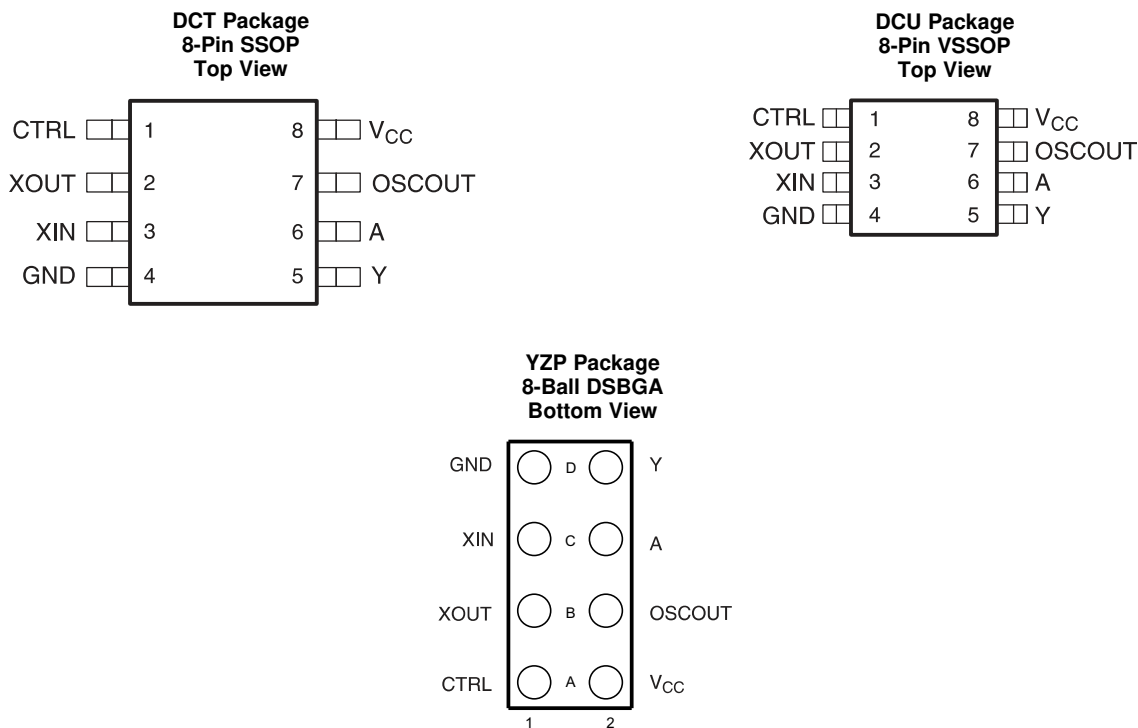 DCT Package
8-Pin SSOP
Top View
CTRL 1 8 VCC
XOUT 2 7 OSCOUT
XIN 3 6 A
GND 4 5 Y
DCU Package
8-Pin VSSOP
Top View
CTRL 1 8 VCC
XOUT 2 7 OSCOUT
XIN 3 6 A
GND 4 5 Y
YZP Package
8-Ball DSBGA
Bottom View
GND D Y
XIN C A
XOUT B OSCOUT
CTRL A VCC
1 2